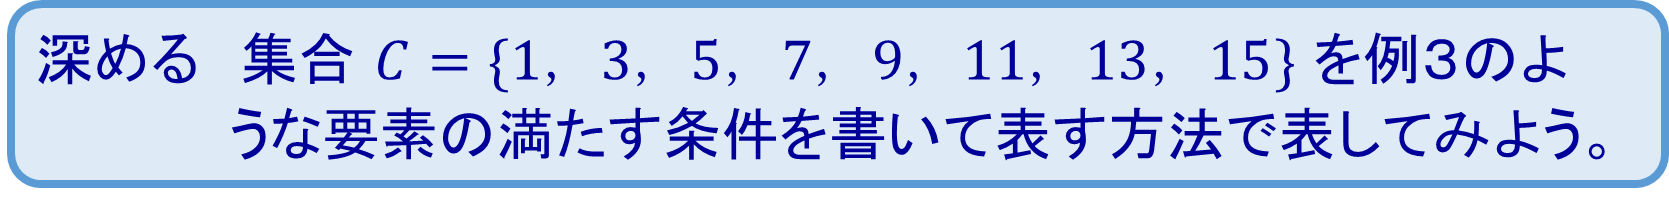 深める 集合 C = {1, 3, 5, 7, 9, 11, 13, 15} を例３のよ
うな要素の満たす条件を書いて表す方法で表してみよう。